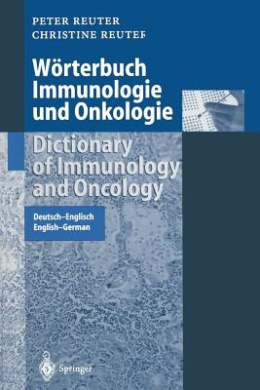 PETER REUTER
CHRISTINE REUTER
Wörterbuch
Immunologie
und Onkologie
Dictionary
of Immunology
and Oncology
Deutsch–Englisch
English–German
Springer